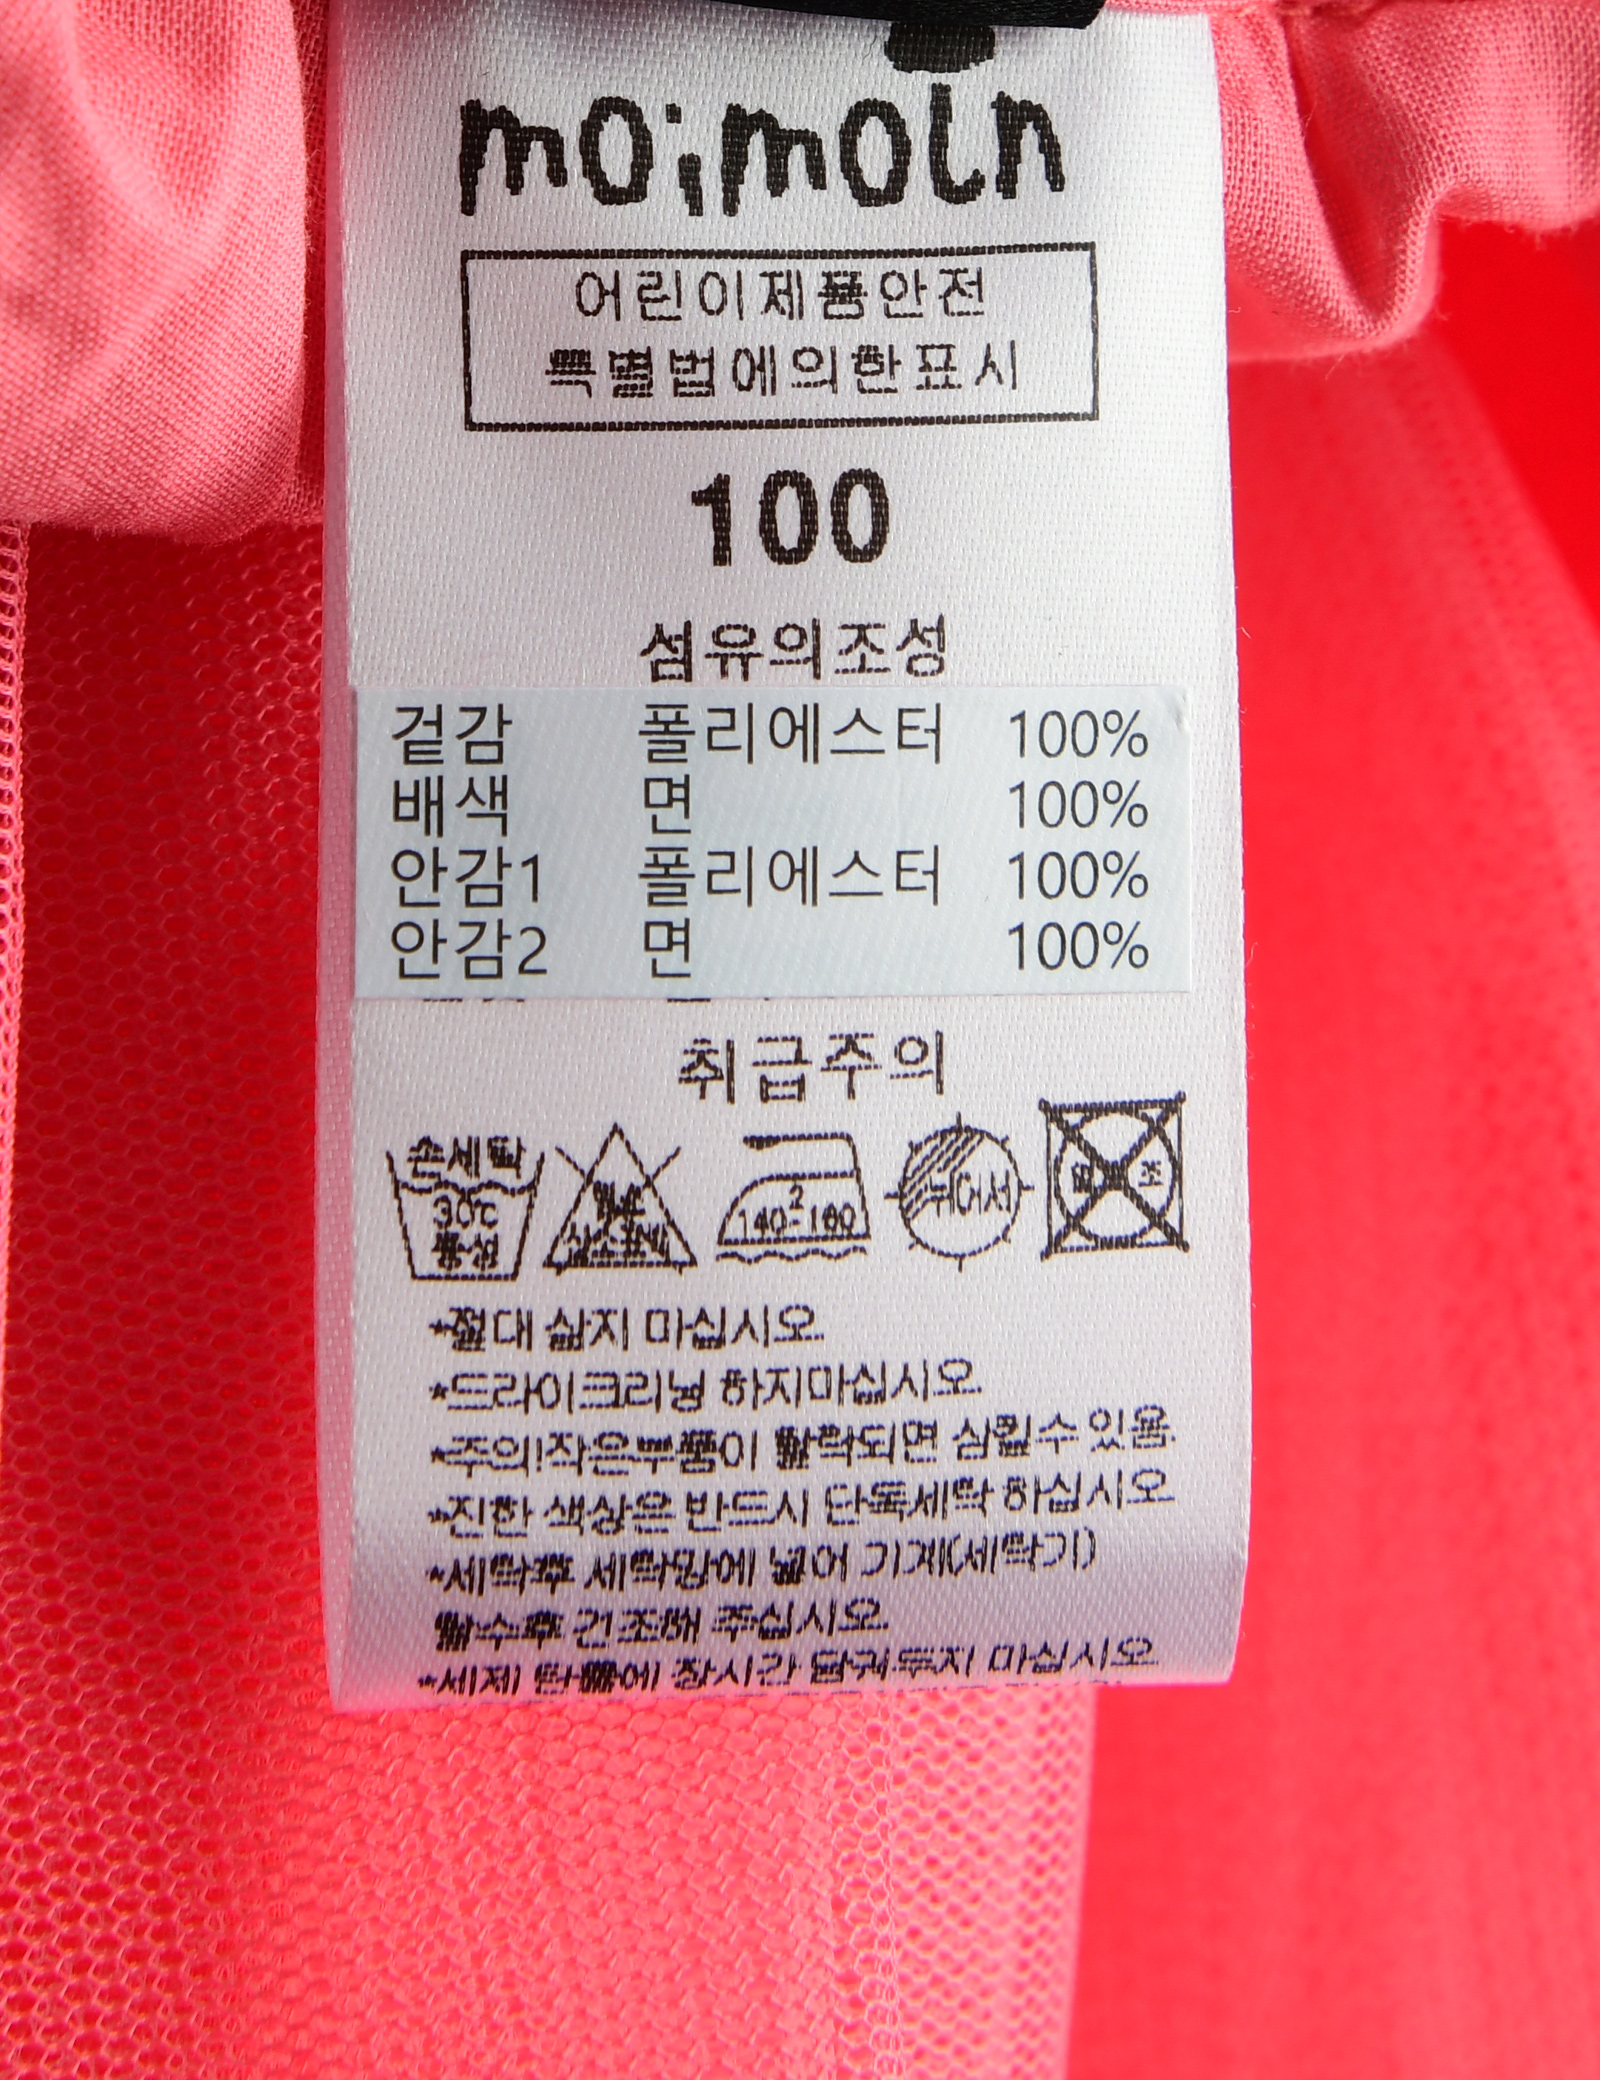 moimoln
어린이제품안전
특별법에의한표시
100
섬유의조성
겉감 폴리에스터 100%
배색 면 100%
안감1 폴리에스터 100%
안감2 면 100%
취급주의
손세탁
30℃
중성
2
140-160
뉘어서
*절대 삶지 마십시오.
*드라이크리닝 하지마십시오.
*주의!작은부품이 탈락되면 삼킬수 있음.
*진한 색상은 반드시 단독세탁 하십시오.
*세탁후 세탁망에 넣어 기계(세탁기)
탈수후 건조해 주십시오.
*세제 탄 물에 장시간 담궈두지 마십시오.